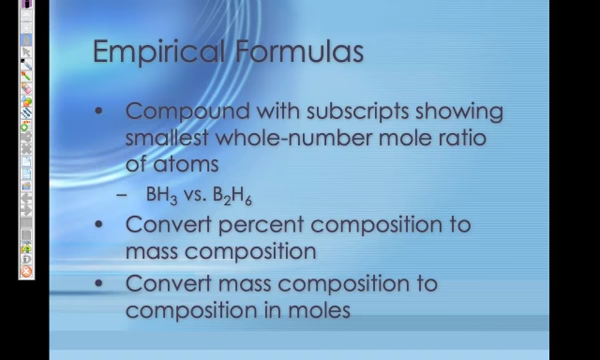 Empirical Formulas
• Compound with subscripts showing
smallest whole-number mole ratio
of atoms
– BH₃ vs. B₂H₆
• Convert percent composition to
mass composition
• Convert mass composition to
composition in moles